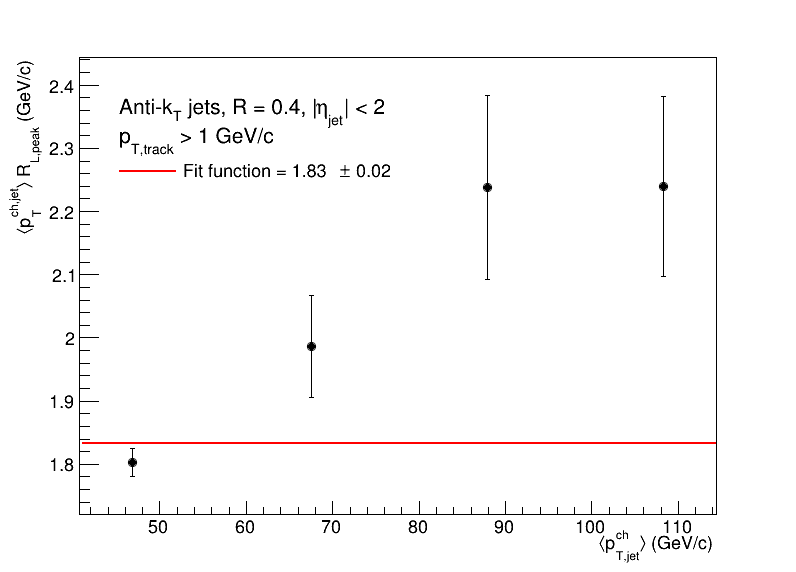 ⟨p_T^ch,jet⟩ R_L,peak (GeV/c)
Anti-k_T jets, R = 0.4, |η_jet| < 2
p_T,track > 1 GeV/c
Fit function = 1.83 ± 0.02
2.4
2.3
2.2
2.1
2
1.9
1.8
50 60 70 80 90 100 110
⟨p_T,jet^ch⟩ (GeV/c)